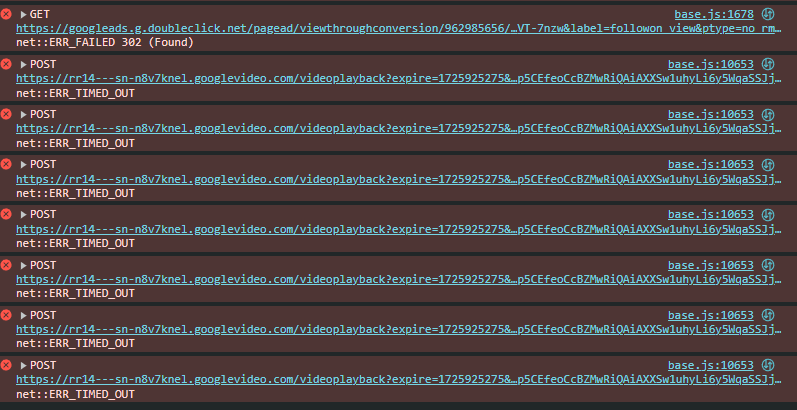 GET base.js:1678
https://googleads.g.doubleclick.net/pagead/viewthroughconversion/962985656/…VT-7nzw&label=followon_view&ptype=no_rm…
net::ERR_FAILED 302 (Found)
POST base.js:10653
https://rr14---sn-n8v7knel.googlevideo.com/videoplayback?expire=1725925275&…p5CEfeoCcBZMwRiQAiAXXSw1uhyLi6y5WqaSSJj…
net::ERR_TIMED_OUT
POST base.js:10653
https://rr14---sn-n8v7knel.googlevideo.com/videoplayback?expire=1725925275&…p5CEfeoCcBZMwRiQAiAXXSw1uhyLi6y5WqaSSJj…
net::ERR_TIMED_OUT
POST base.js:10653
https://rr14---sn-n8v7knel.googlevideo.com/videoplayback?expire=1725925275&…p5CEfeoCcBZMwRiQAiAXXSw1uhyLi6y5WqaSSJj…
net::ERR_TIMED_OUT
POST base.js:10653
https://rr14---sn-n8v7knel.googlevideo.com/videoplayback?expire=1725925275&…p5CEfeoCcBZMwRiQAiAXXSw1uhyLi6y5WqaSSJj…
net::ERR_TIMED_OUT
POST base.js:10653
https://rr14---sn-n8v7knel.googlevideo.com/videoplayback?expire=1725925275&…p5CEfeoCcBZMwRiQAiAXXSw1uhyLi6y5WqaSSJj…
net::ERR_TIMED_OUT
POST base.js:10653
https://rr14---sn-n8v7knel.googlevideo.com/videoplayback?expire=1725925275&…p5CEfeoCcBZMwRiQAiAXXSw1uhyLi6y5WqaSSJj…
net::ERR_TIMED_OUT
POST base.js:10653
https://rr14---sn-n8v7knel.googlevideo.com/videoplayback?expire=1725925275&…p5CEfeoCcBZMwRiQAiAXXSw1uhyLi6y5WqaSSJj…
net::ERR_TIMED_OUT